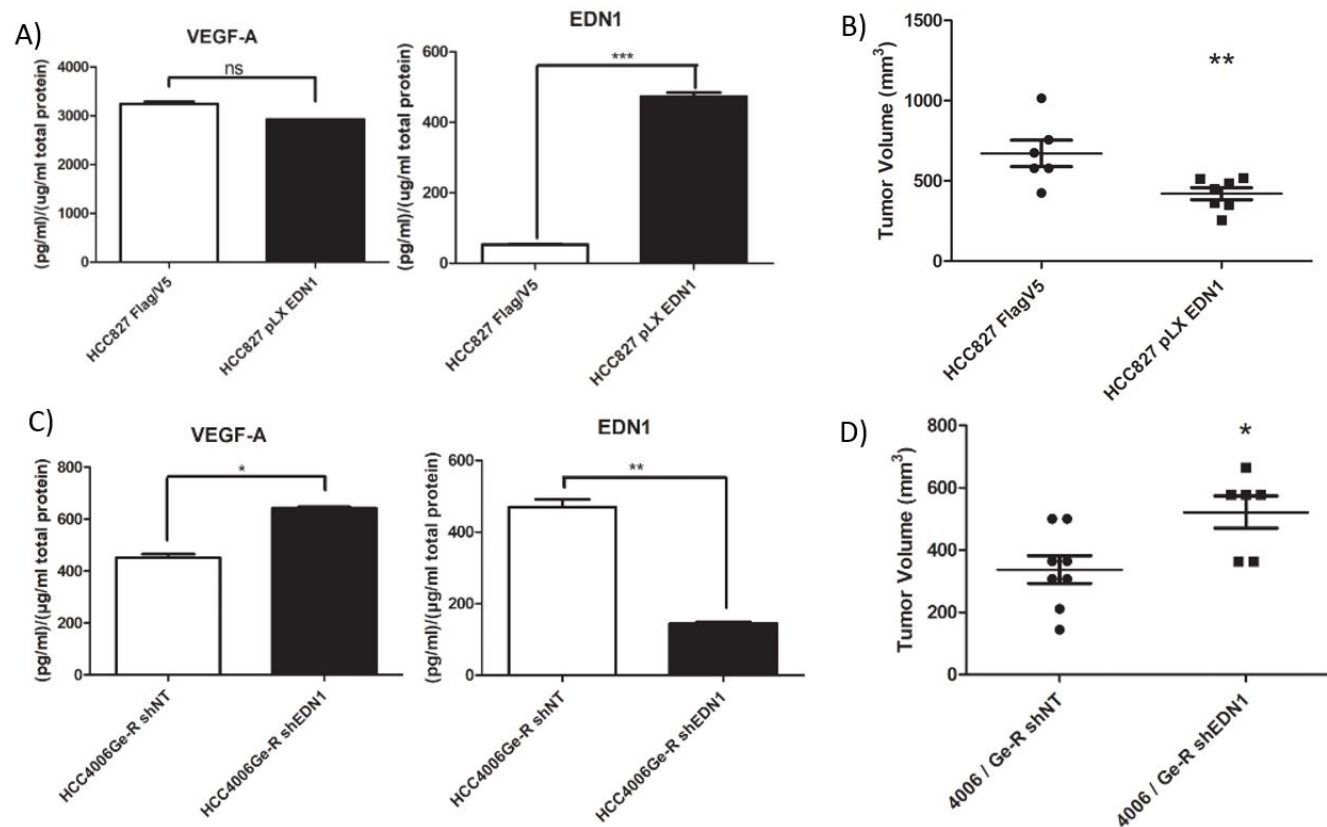 A)
VEGF-A
(pg/ml)/(ug/ml total protein)
4000
3000
2000
1000
0
ns
HCC827 Flag/V5
HCC827 pLX EDN1
EDN1
(pg/ml)/(ug/ml total protein)
600
400
200
0
***
HCC827 Flag/V5
HCC827 pLX EDN1
B)
Tumor Volume (mm³)
1500
1000
500
0
**
HCC827 FlagV5
HCC827 pLX EDN1
C)
VEGF-A
(pg/ml)/(µg/ml total protein)
800
600
400
200
0
*
HCC4006Ge-R shNT
HCC4006Ge-R shEDN1
EDN1
(pg/ml)/(µg/ml total protein)
600
400
200
0
**
HCC4006Ge-R shNT
HCC4006Ge-R shEDN1
D)
Tumor Volume (mm³)
800
600
400
200
0
*
4006 / Ge-R shNT
4006 / Ge-R shEDN1